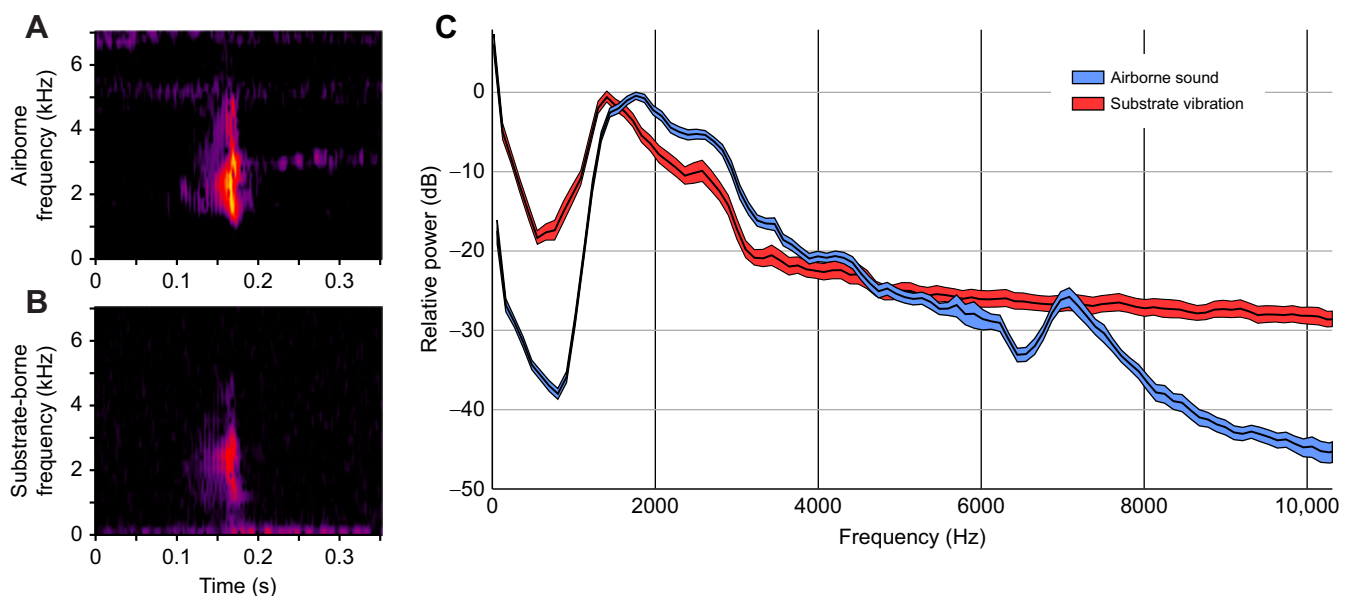 A
Airborne
frequency (kHz)
6
4
2
0
0 0.1 0.2 0.3
B
Substrate-borne
frequency (kHz)
6
4
2
0
0 0.1 0.2 0.3
Time (s)
C
Relative power (dB)
0
–10
–20
–30
–40
–50
0 2000 4000 6000 8000 10,000
Frequency (Hz)
Airborne sound
Substrate vibration